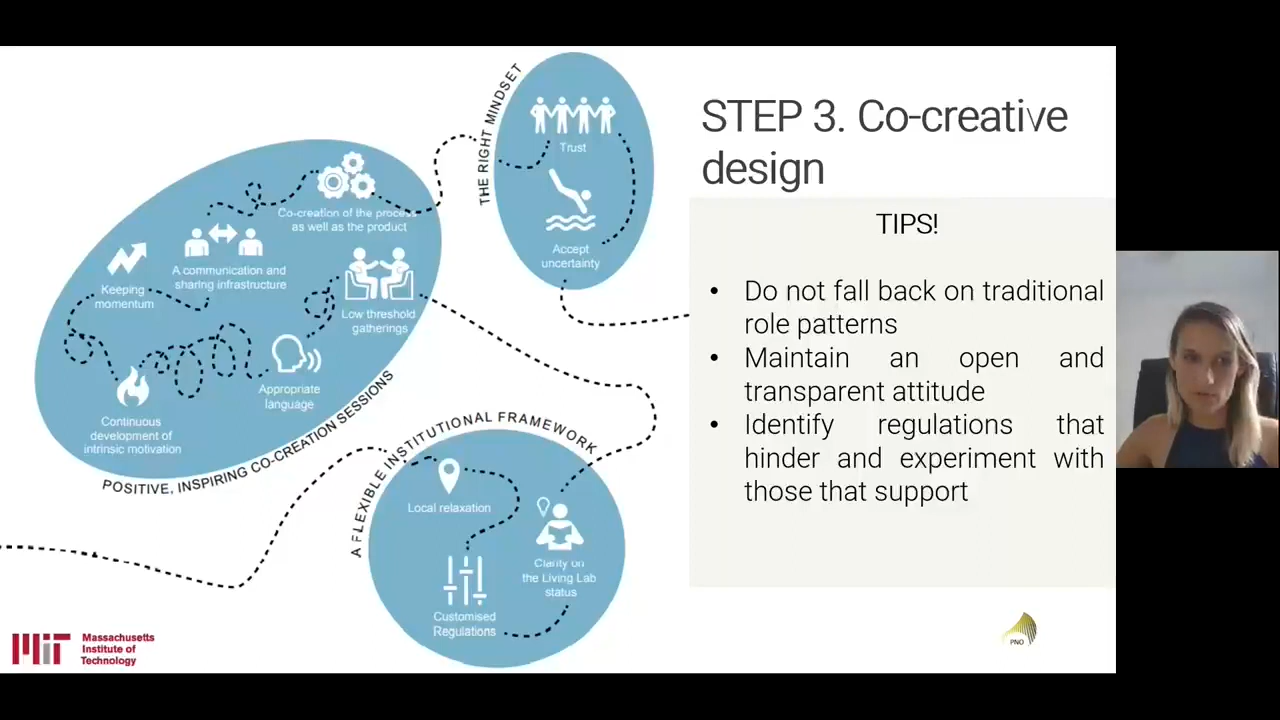 THE RIGHT MINDSET
Trust
Accept
uncertainty
Co-creation of the process
as well as the product
A communication and
sharing infrastructure
Keeping
momentum
Low threshold
gatherings
Appropriate
language
Continuous
development of
intrinsic motivation
POSITIVE, INSPIRING CO-CREATION SESSIONS
A FLEXIBLE INSTITUTIONAL FRAMEWORK
Local relaxation
Clarity on
the Living Lab
status
Customised
Regulations
Massachusetts
Institute of
Technology
STEP 3. Co-creative
design
TIPS!
• Do not fall back on traditional
role patterns
• Maintain an open and
transparent attitude
• Identify regulations that
hinder and experiment with
those that support
PNO